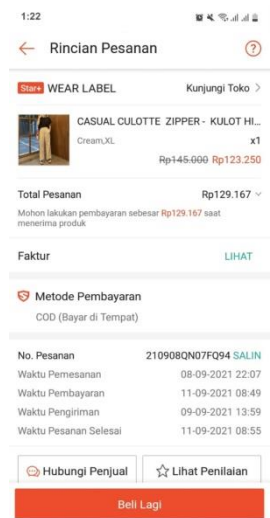 1:22
Rincian Pesanan
Star+ WEAR LABEL Kunjungi Toko
CASUAL CULOTTE ZIPPER - KULOT HI...
Cream,XL x1
Rp145.000 Rp123.250
Total Pesanan Rp129.167
Mohon lakukan pembayaran sebesar Rp129.167 saat
menerima produk
Faktur LIHAT
Metode Pembayaran
COD (Bayar di Tempat)
No. Pesanan 210908QN07FQ94 SALIN
Waktu Pemesanan 08-09-2021 22:07
Waktu Pembayaran 11-09-2021 08:49
Waktu Pengiriman 09-09-2021 13:59
Waktu Pesanan Selesai 11-09-2021 08:55
Hubungi Penjual Lihat Penilaian
Beli Lagi